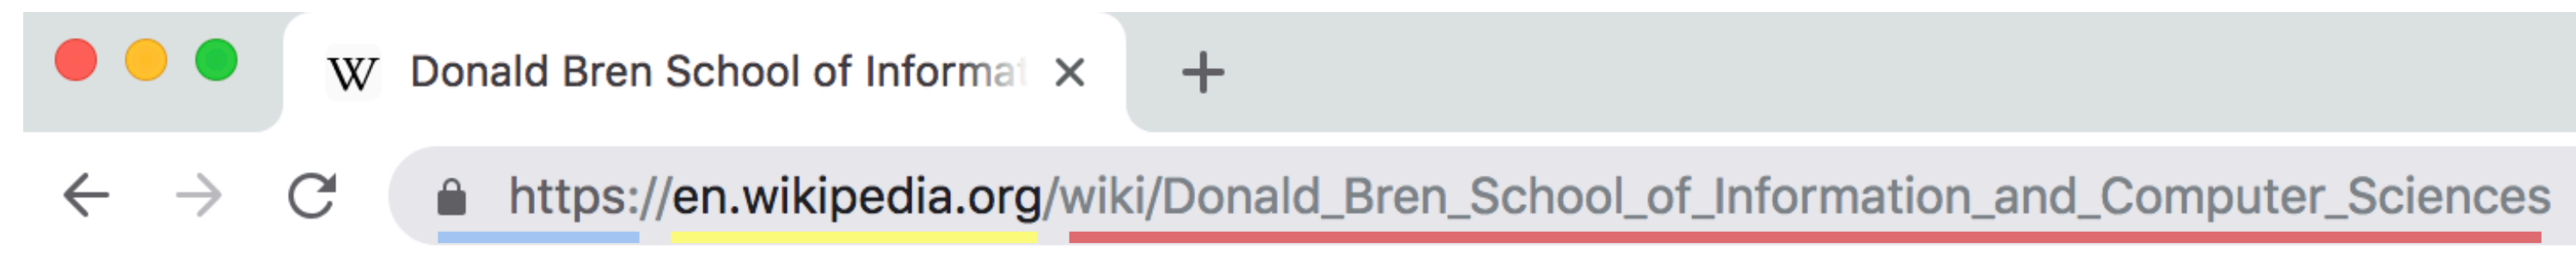 W Donald Bren School of Informat
https://en.wikipedia.org/wiki/Donald_Bren_School_of_Information_and_Computer_Sciences